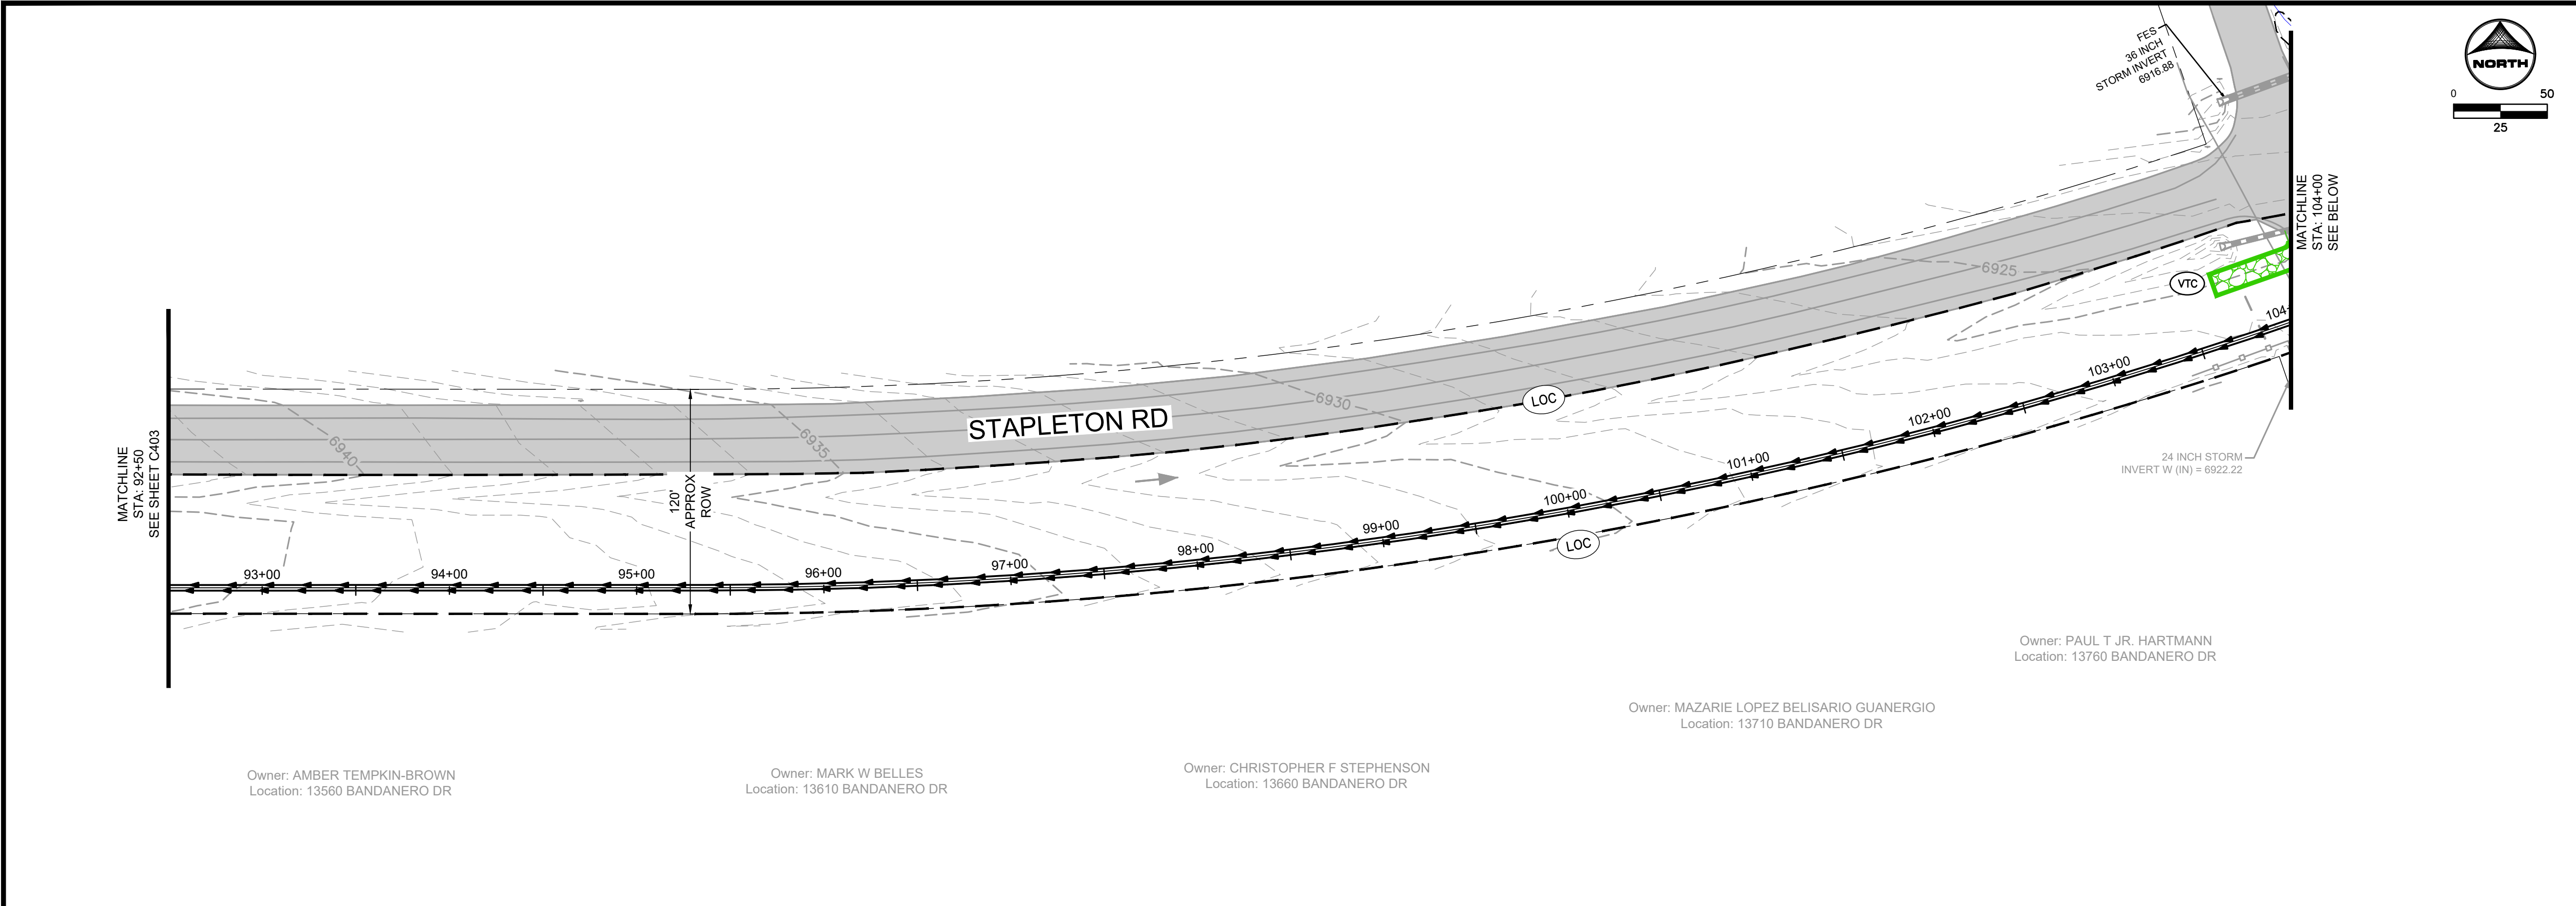 FES
36 INCH
STORM INVERT
6916.88
NORTH
0 50
25
MATCHLINE
STA: 104+00
SEE BELOW
6925
VTC
104+
103+00
102+00
101+00
100+00
99+00
98+00
97+00
96+00
95+00
94+00
93+00
LOC
6930
STAPLETON RD
6935
6940
MATCHLINE
STA: 92+50
SEE SHEET C403
120'
APPROX
ROW
LOC
24 INCH STORM
INVERT W (IN) = 6922.22
Owner: PAUL T JR. HARTMANN
Location: 13760 BANDANERO DR
Owner: MAZARIE LOPEZ BELISARIO GUANERGIO
Location: 13710 BANDANERO DR
Owner: CHRISTOPHER F STEPHENSON
Location: 13660 BANDANERO DR
Owner: MARK W BELLES
Location: 13610 BANDANERO DR
Owner: AMBER TEMPKIN-BROWN
Location: 13560 BANDANERO DR